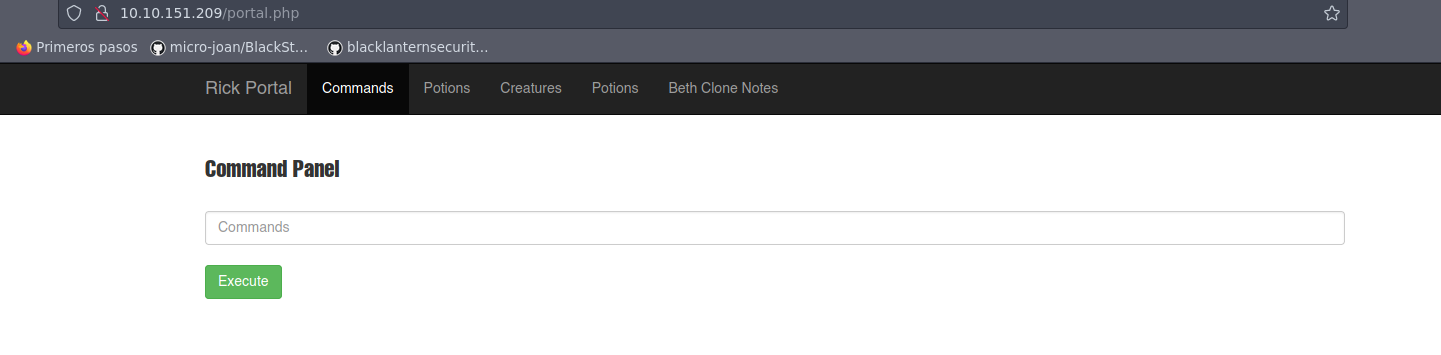 10.10.151.209/portal.php
Primeros pasos micro-joan/BlackSt… blacklanternsecurit…
Rick Portal Commands Potions Creatures Potions Beth Clone Notes
Command Panel
Commands
Execute